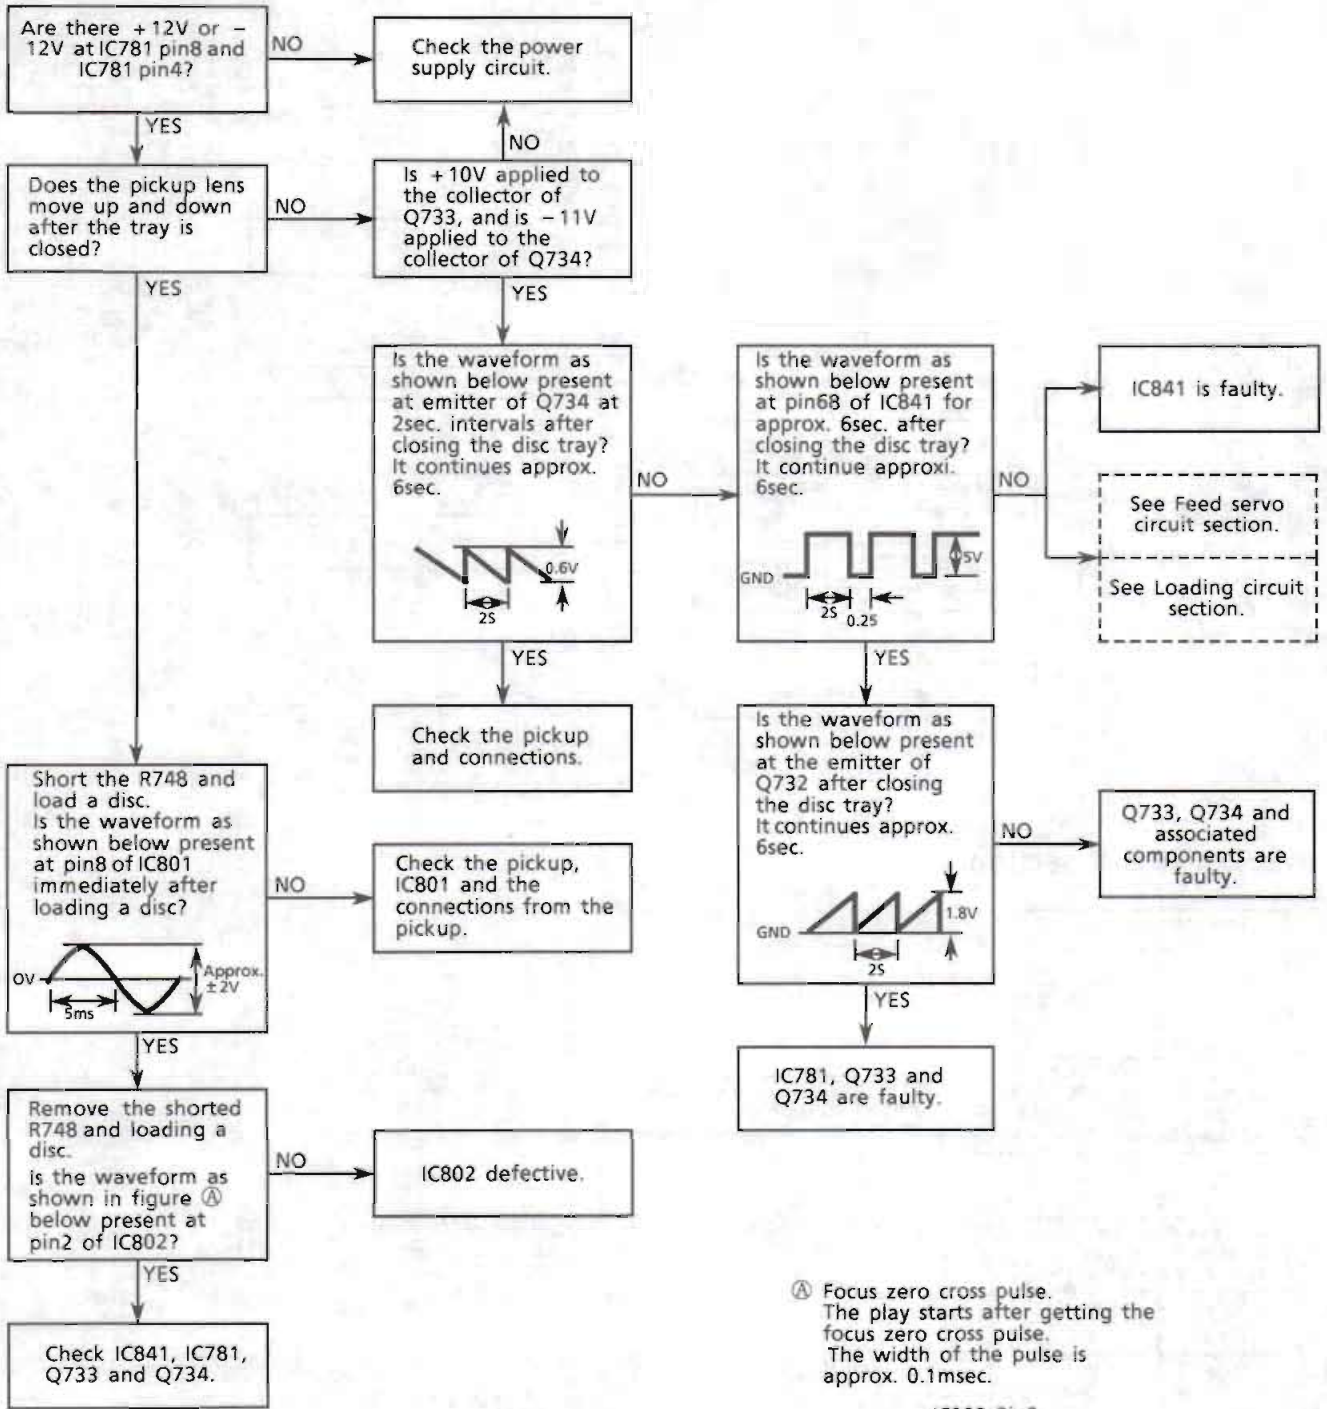 Are there +12V or –
12V at IC781 pin8 and
IC781 pin4?
NO
Check the power
supply circuit.
YES
NO
Does the pickup lens
move up and down
after the tray is
closed?
NO
Is +10V applied to
the collector of
Q733, and is –11V
applied to the
collector of Q734?
YES
YES
Is the waveform as
shown below present
at emitter of Q734 at
2sec. intervals after
closing the disc tray?
It continues approx.
6sec.
0.6V
2S
NO
Is the waveform as
shown below present
at pin68 of IC841 for
approx. 6sec. after
closing the disc tray?
It continue approxi.
6sec.
GND
5V
2S
0.25
NO
IC841 is faulty.
See Feed servo
circuit section.
See Loading circuit
section.
YES
YES
Check the pickup
and connections.
Is the waveform as
shown below present
at the emitter of
Q732 after closing
the disc tray?
It continues approx.
6sec.
GND
1.8V
2S
NO
Q733, Q734 and
associated
components are
faulty.
YES
IC781, Q733 and
Q734 are faulty.
Short the R748 and
load a disc.
Is the waveform as
shown below present
at pin8 of IC801
immediately after
loading a disc?
0V
Approx.
±2V
5ms
NO
Check the pickup,
IC801 and the
connections from the
pickup.
YES
Remove the shorted
R748 and loading a
disc.
is the waveform as
shown in figure Ⓐ
below present at
pin2 of IC802?
NO
IC802 defective.
YES
Check IC841, IC781,
Q733 and Q734.
Ⓐ Focus zero cross pulse.
The play starts after getting the
focus zero cross pulse.
The width of the pulse is
approx. 0.1msec.